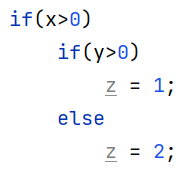 if(x>0)
    if(y>0)
        z = 1;
    else
        z = 2;